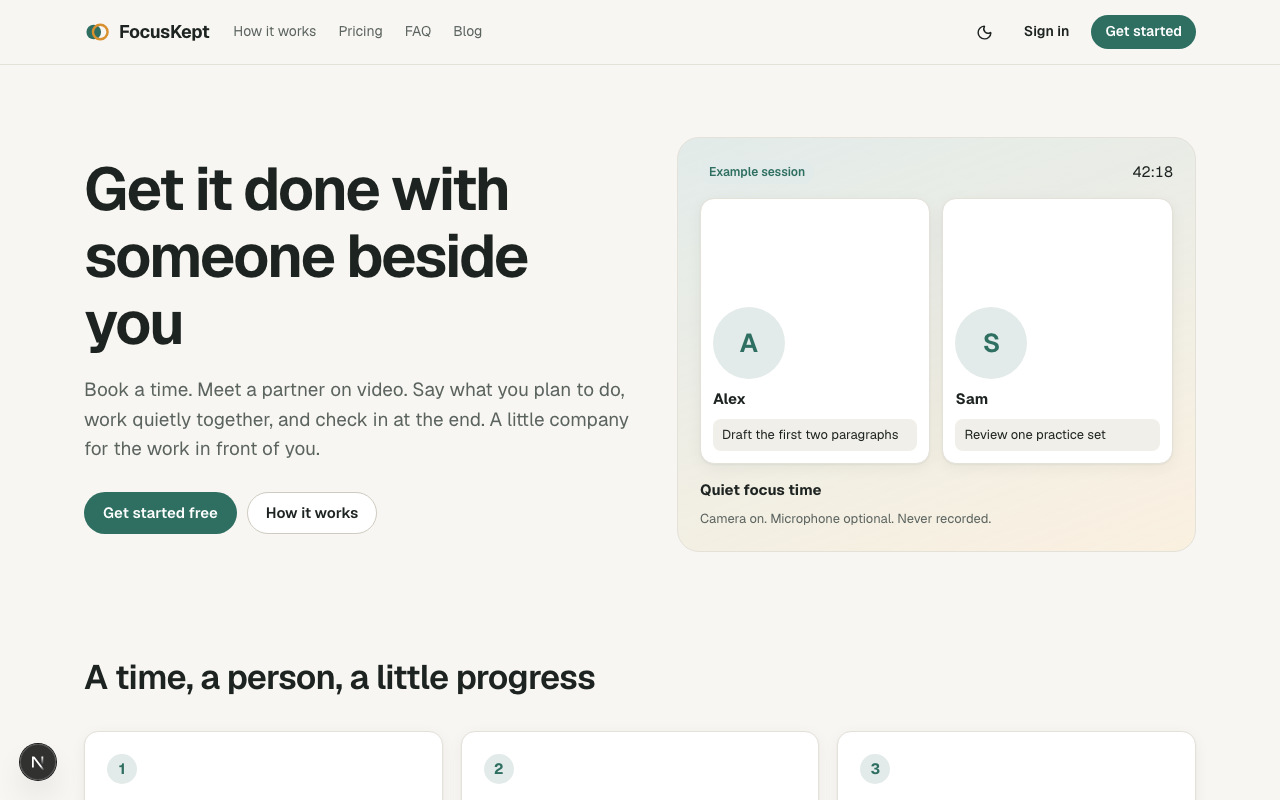 FocusKept
How it works
Pricing
FAQ
Blog
Sign in
Get started
Get it done with
someone beside
you
Book a time. Meet a partner on video. Say what you plan to do,
work quietly together, and check in at the end. A little company
for the work in front of you.
Get started free
How it works
Example session
42:18
A
Alex
Draft the first two paragraphs
S
Sam
Review one practice set
Quiet focus time
Camera on. Microphone optional. Never recorded.
A time, a person, a little progress
1
2
3
N